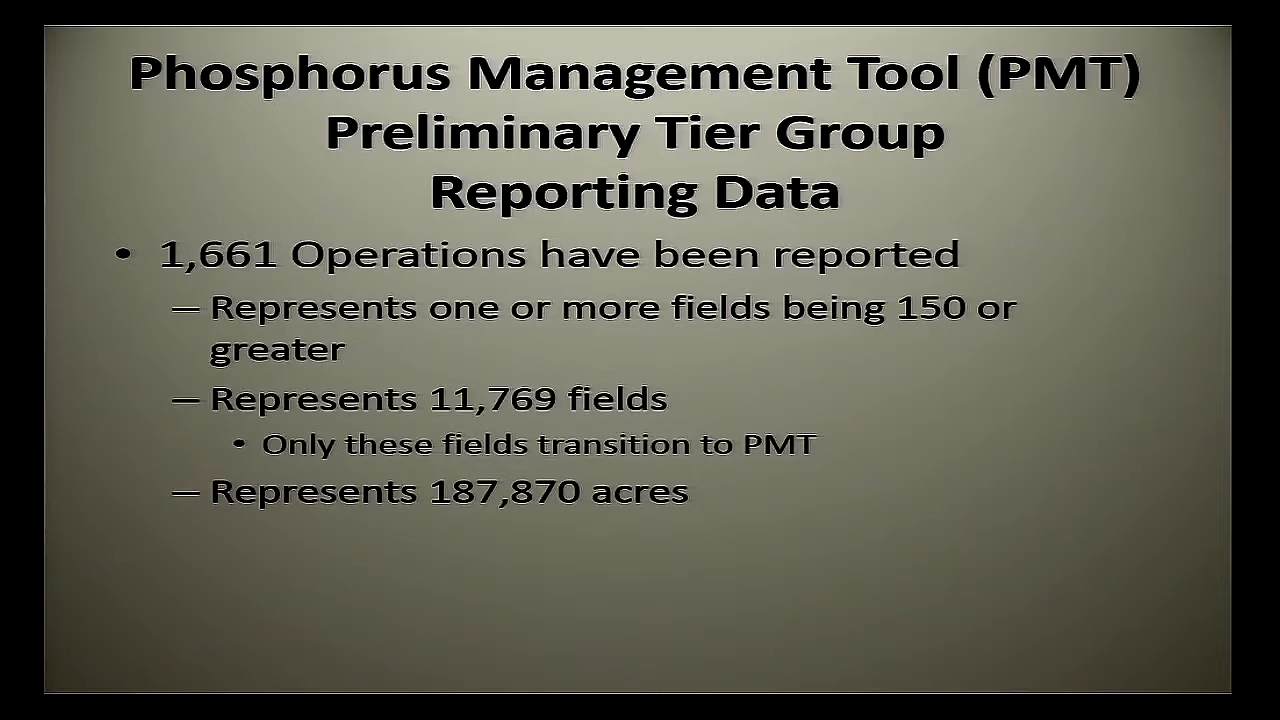 Phosphorus Management Tool (PMT)
Preliminary Tier Group
Reporting Data
• 1,661 Operations have been reported
– Represents one or more fields being 150 or
greater
– Represents 11,769 fields
• Only these fields transition to PMT
– Represents 187,870 acres